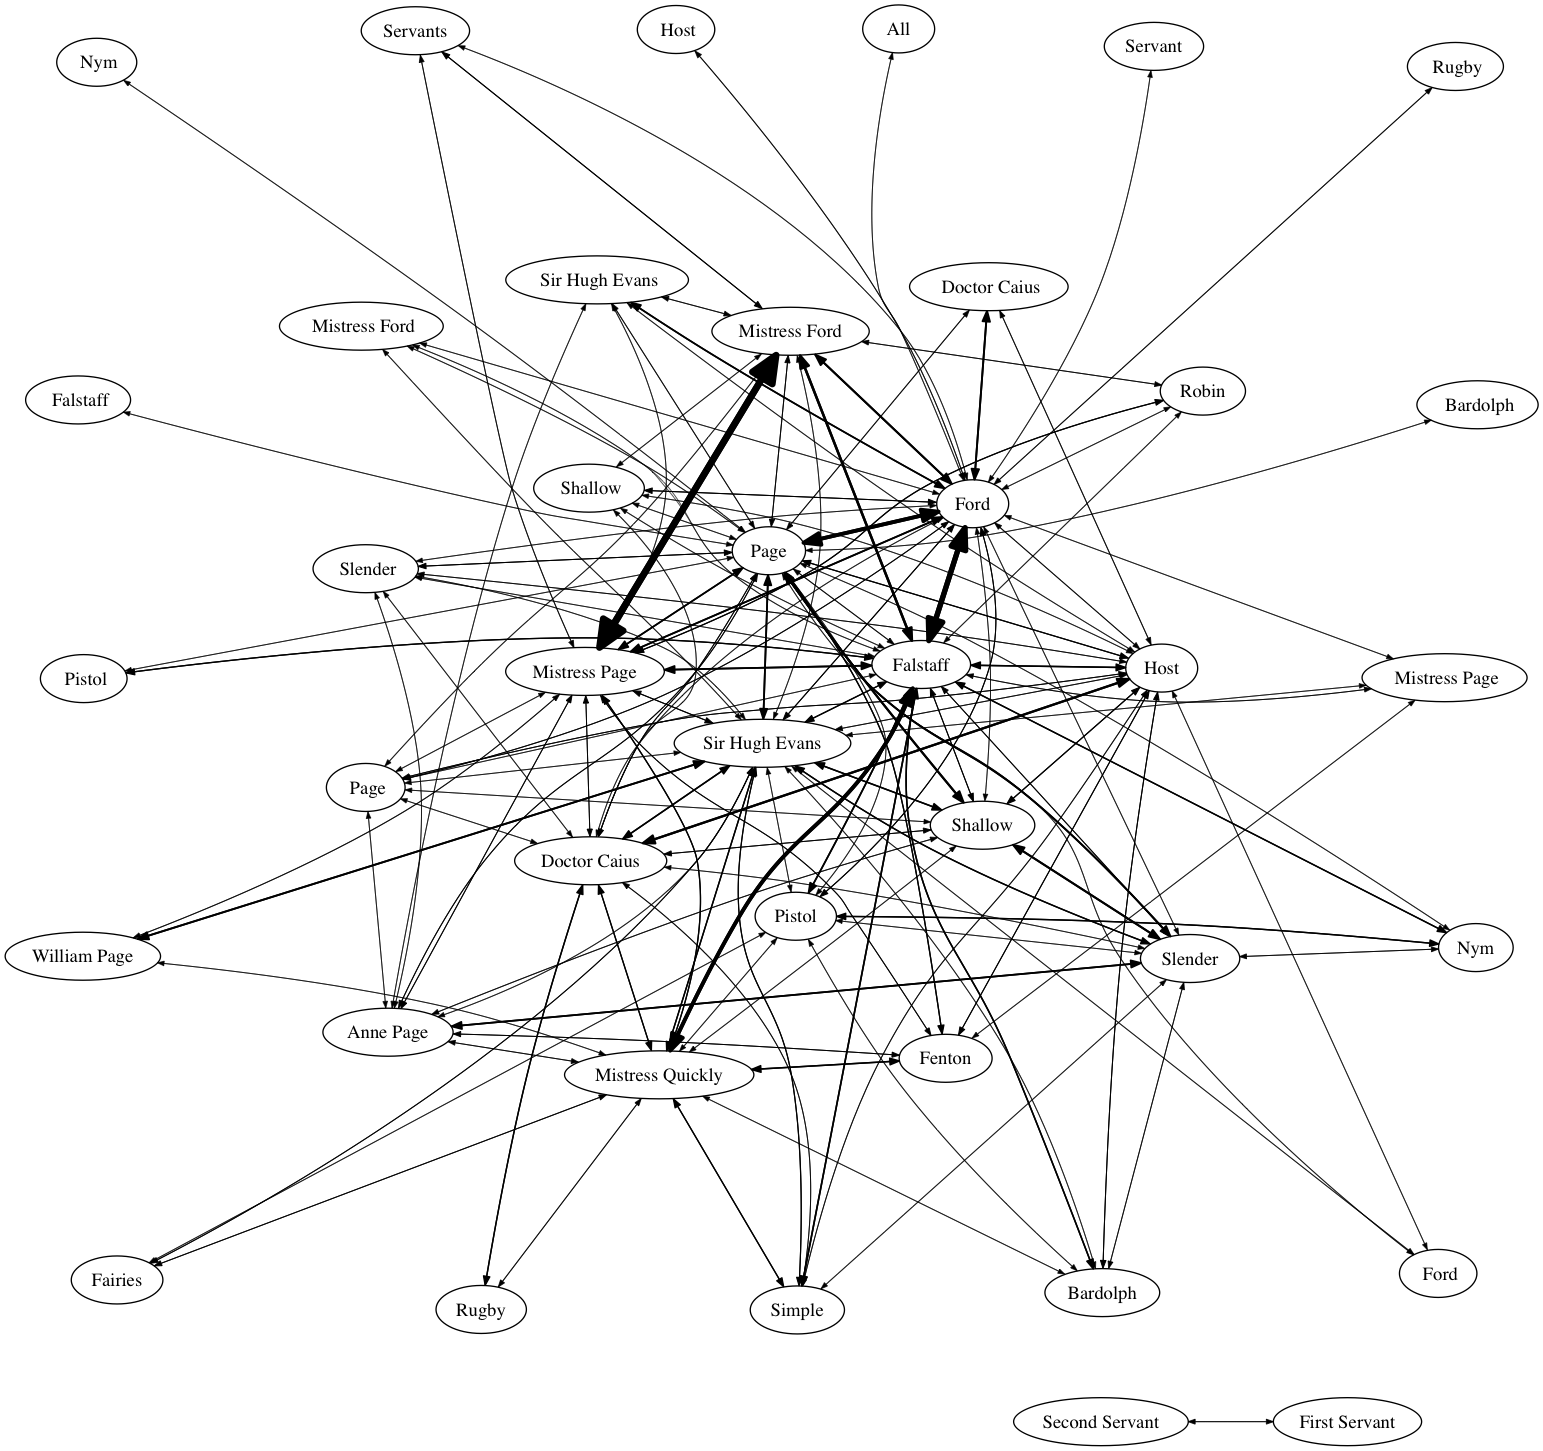 Servants
Host
All
Servant
Nym
Rugby
Sir Hugh Evans
Doctor Caius
Mistress Ford
Mistress Ford
Robin
Falstaff
Bardolph
Shallow
Ford
Page
Slender
Mistress Page
Falstaff
Host
Pistol
Mistress Page
Sir Hugh Evans
Page
Shallow
Doctor Caius
Pistol
William Page
Slender
Nym
Anne Page
Fenton
Mistress Quickly
Fairies
Rugby
Simple
Bardolph
Ford
Second Servant
First Servant